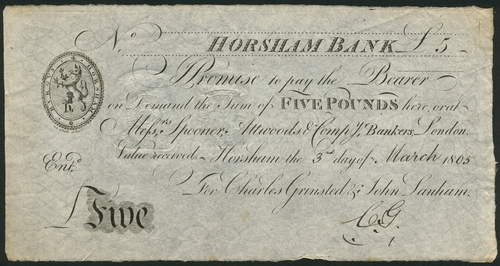 No. HORSHAM BANK £5
I Promise to pay the Bearer
on Demand the Sum of FIVE POUNDS here, or at
Messrs Spooner, Attwoods & Compy. Bankers London.
Value received Horsham the 3rd day of March 1805
Entd.
For Charles Grinsted & John Lanham.
£ Five
C.G.